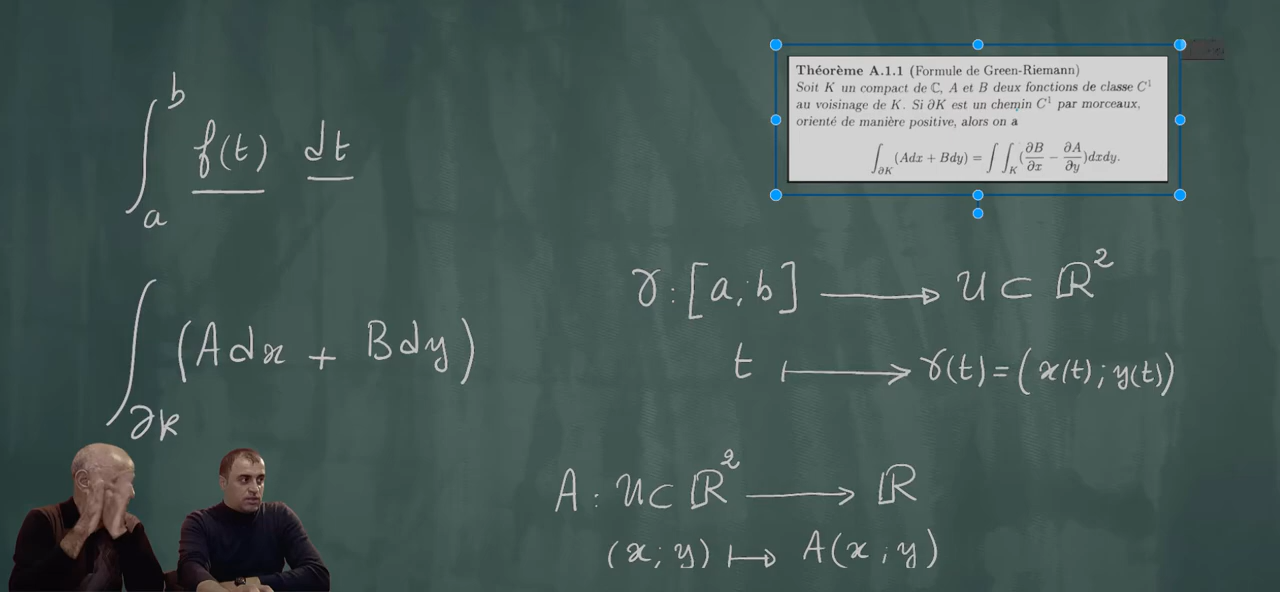 ∫_a^b f(t) dt
∫_∂K (Adx + Bdy)
Théorème A.1.1 (Formule de Green-Riemann)
Soit K un compact de ℂ, A et B deux fonctions de classe C¹
au voisinage de K. Si ∂K est un chemin C¹ par morceaux,
orienté de manière positive, alors on a
∫_∂K (Adx + Bdy) = ∫∫_K (∂B/∂x − ∂A/∂y)dxdy.
γ : [a; b] ⟶ U ⊂ ℝ²
t ⟼ γ(t) = (x(t); y(t))
A : U ⊂ ℝ² ⟶ ℝ
(x; y) ⟼ A(x; y)